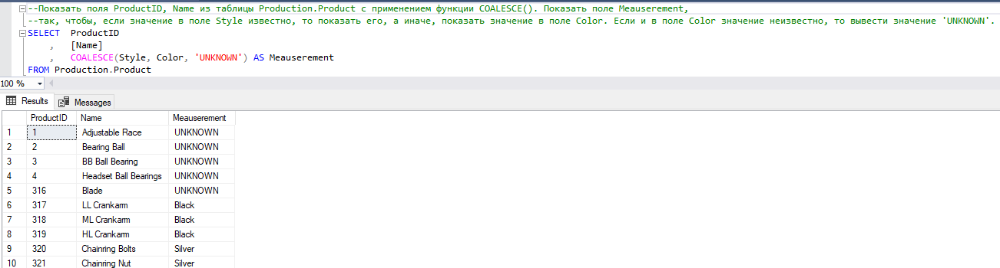 --Показать поля ProductID, Name из таблицы Production.Product с применением функции COALESCE(). Показать поле Meauserement,
--так, чтобы, если значение в поле Style известно, то показать его, а иначе, показать значение в поле Color. Если и в поле Color значение неизвестно, то вывести значение 'UNKNOWN'.
SELECT ProductID
, [Name]
, COALESCE(Style, Color, 'UNKNOWN') AS Meauserement
FROM Production.Product
100 %
Results Messages
ProductID Name Meauserement
1 1 Adjustable Race UNKNOWN
2 2 Bearing Ball UNKNOWN
3 3 BB Ball Bearing UNKNOWN
4 4 Headset Ball Bearings UNKNOWN
5 316 Blade UNKNOWN
6 317 LL Crankarm Black
7 318 ML Crankarm Black
8 319 HL Crankarm Black
9 320 Chainring Bolts Silver
10 321 Chainring Nut Silver